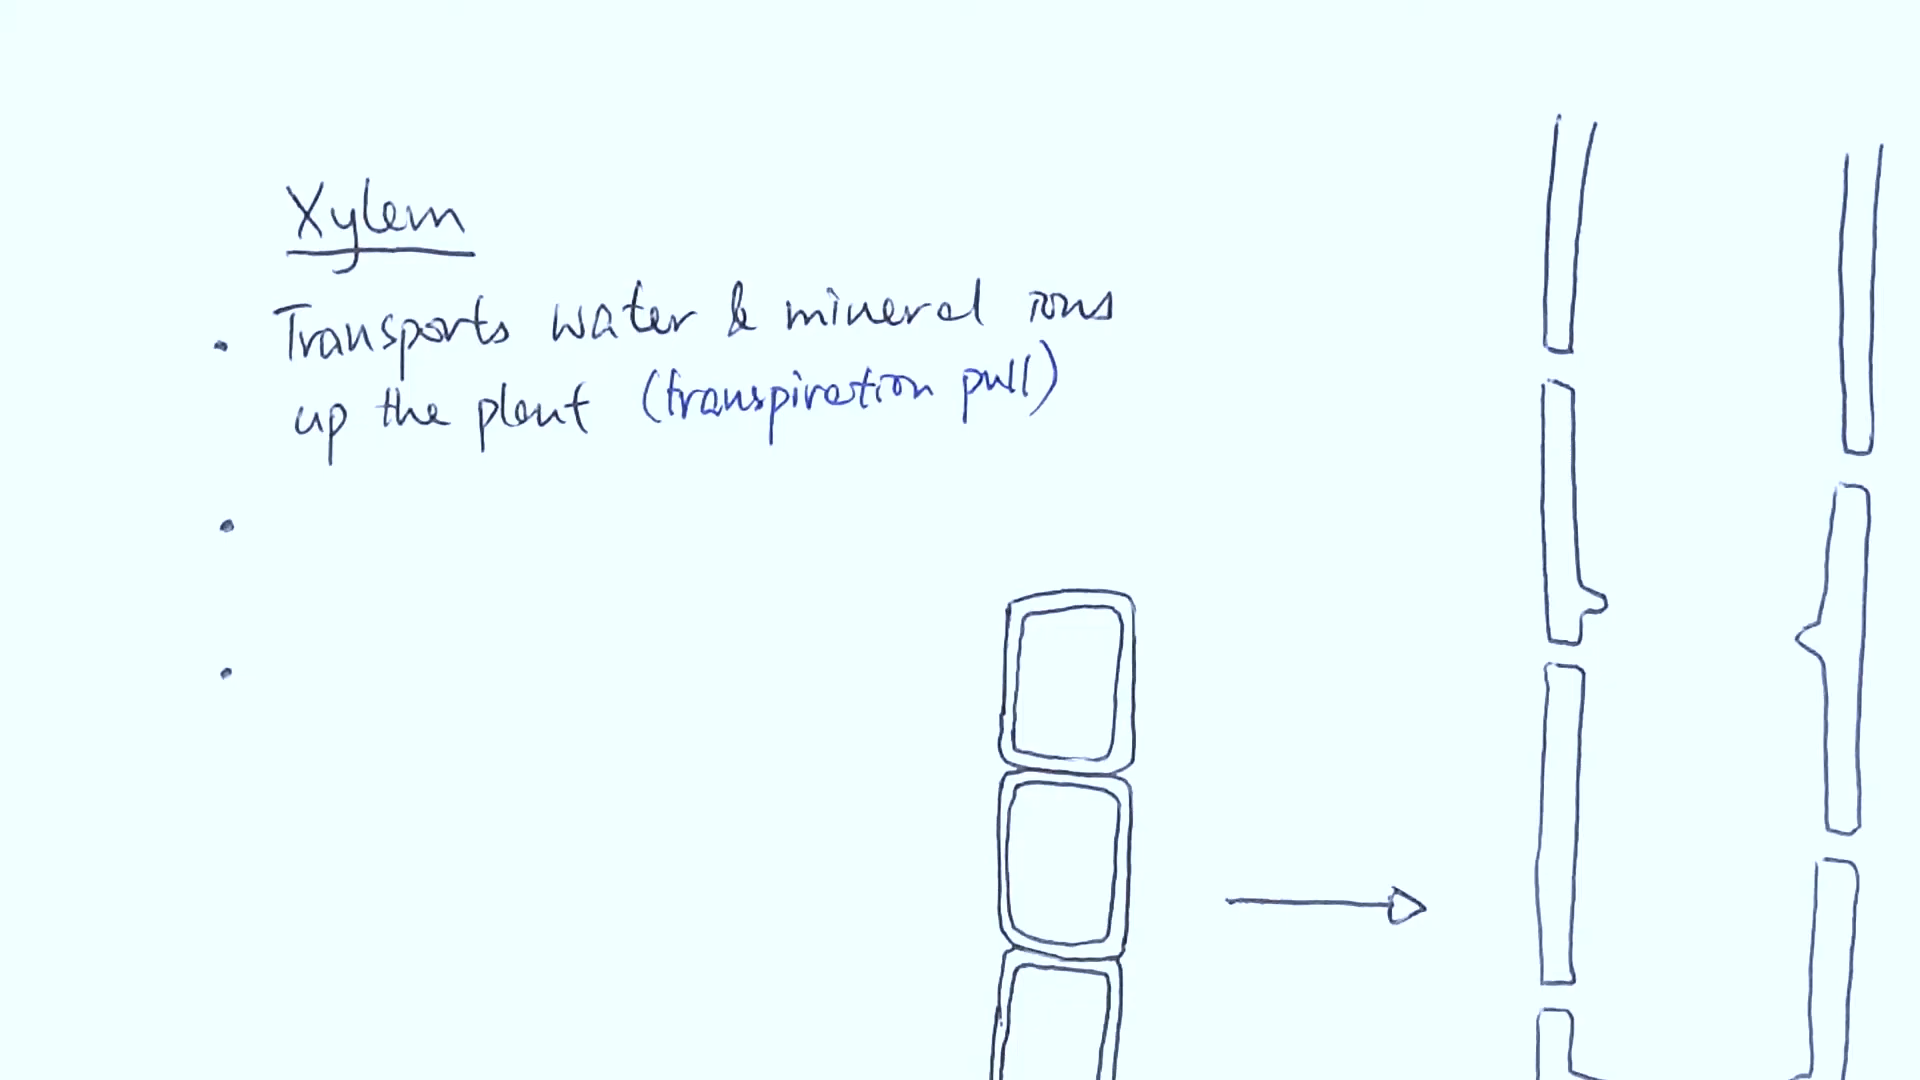 Xylem
• Transports water & mineral ions
up the plant (transpiration pull)
•
•